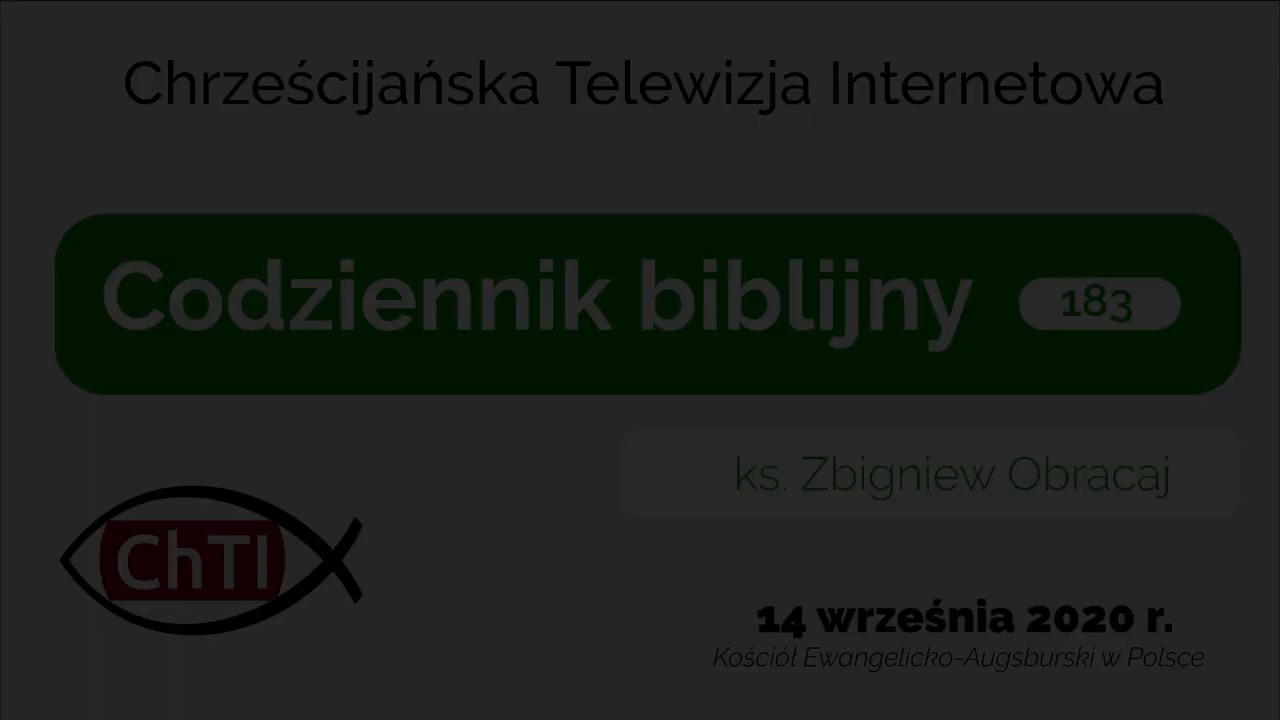 Chrześcijańska Telewizja Internetowa
Codziennik biblijny 183
ks. Zbigniew Obracaj
ChTI
14 września 2020 r.
Kościół Ewangelicko-Augsburski w Polsce